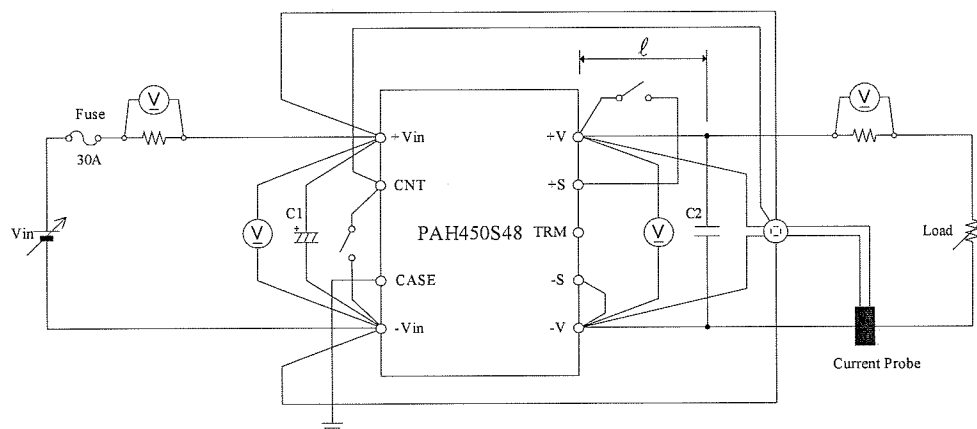 ℓ
Fuse
30A
V
V
+Vin
+V
CNT
+S
C1
+
V
PAH450S48
TRM
V
C2
Vin
Load
CASE
-S
-Vin
-V
Current Probe